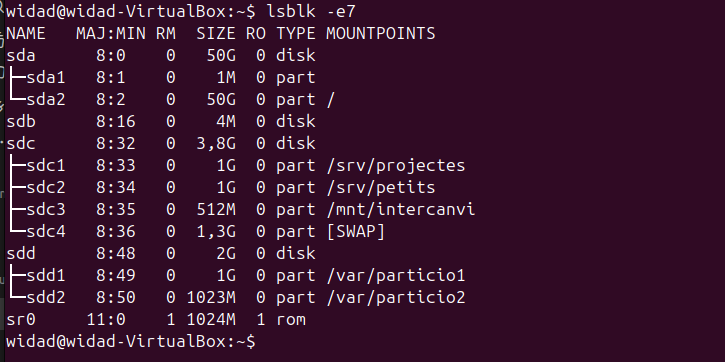 widad@widad-VirtualBox:~$ lsblk -e7
NAME   MAJ:MIN RM  SIZE RO TYPE MOUNTPOINTS
sda      8:0    0   50G  0 disk
├─sda1   8:1    0    1M  0 part
└─sda2   8:2    0   50G  0 part /
sdb      8:16   0    4M  0 disk
sdc      8:32   0  3,8G  0 disk
├─sdc1   8:33   0    1G  0 part /srv/projectes
├─sdc2   8:34   0    1G  0 part /srv/petits
├─sdc3   8:35   0  512M  0 part /mnt/intercanvi
└─sdc4   8:36   0  1,3G  0 part [SWAP]
sdd      8:48   0    2G  0 disk
├─sdd1   8:49   0    1G  0 part /var/particio1
└─sdd2   8:50   0 1023M  0 part /var/particio2
sr0     11:0    1 1024M  1 rom
widad@widad-VirtualBox:~$